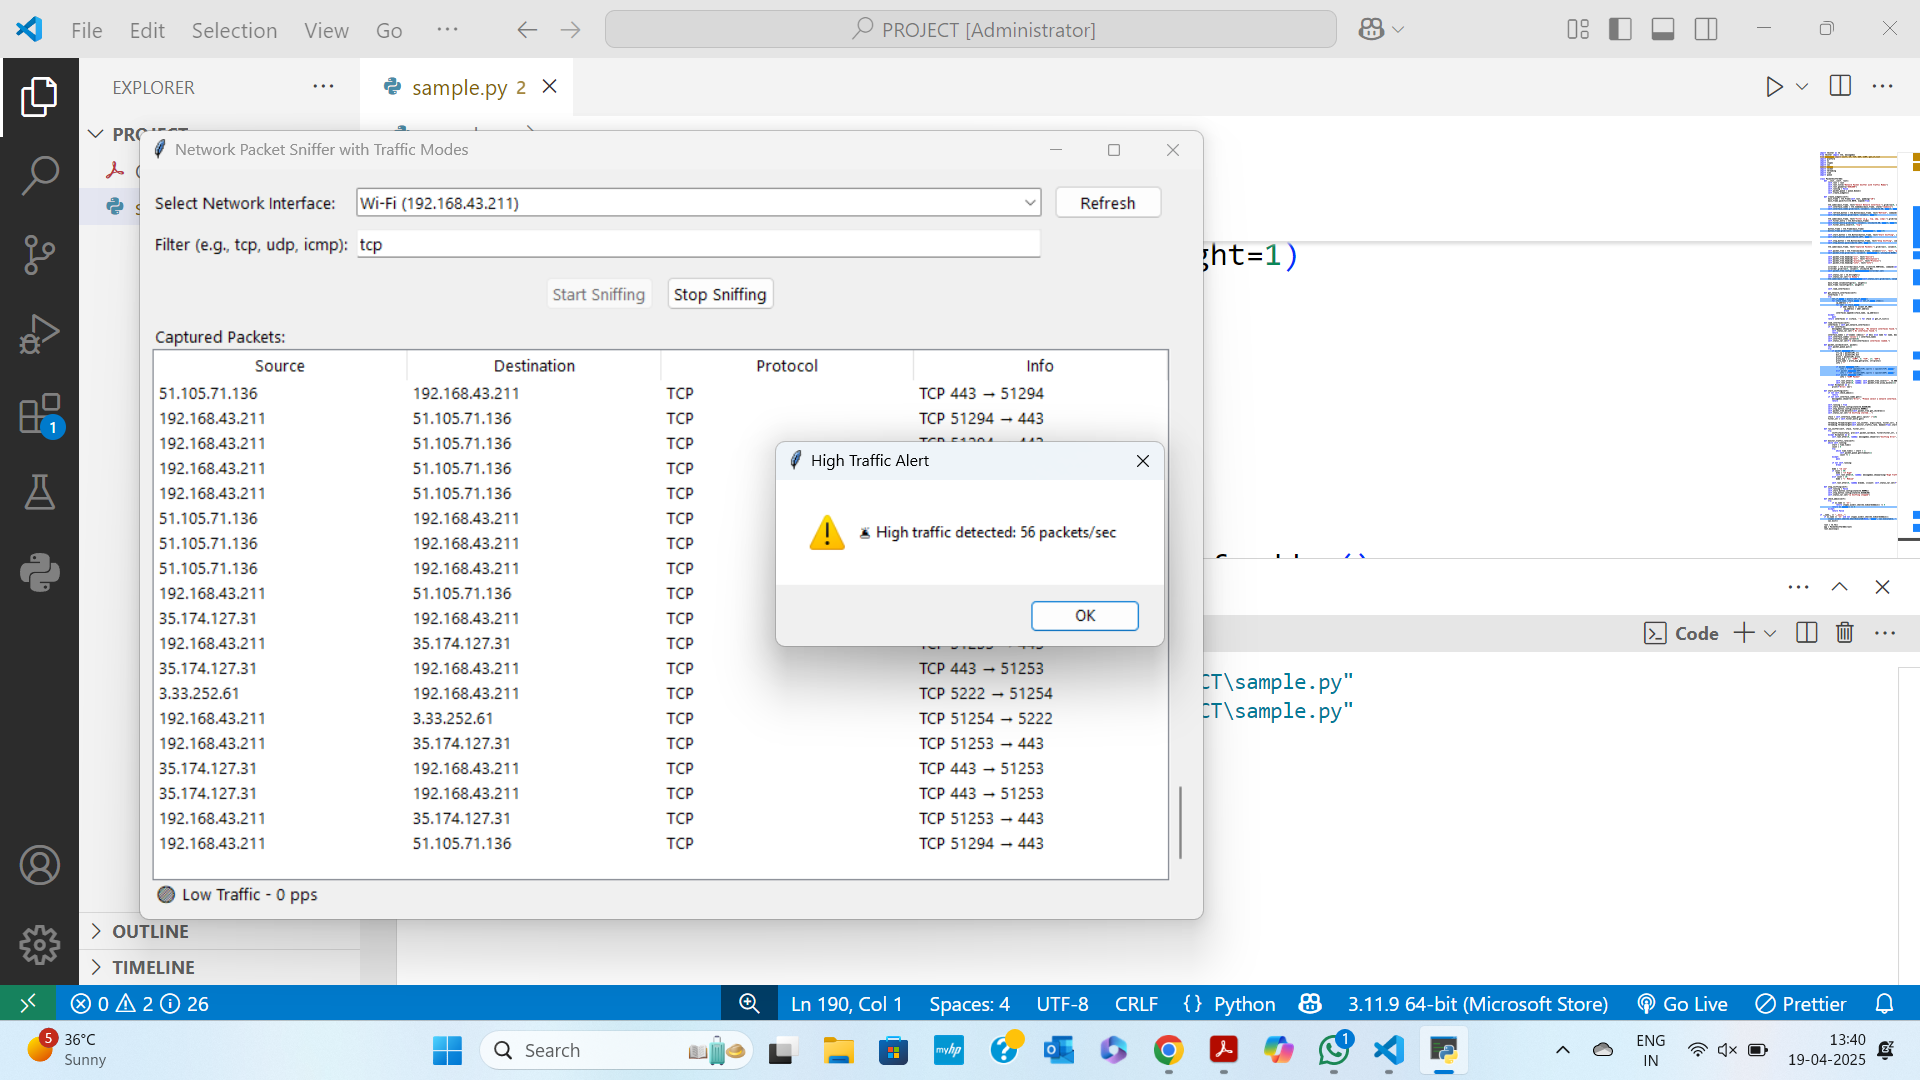 File Edit Selection View Go ··· PROJECT [Administrator]
EXPLORER
sample.py 2
Network Packet Sniffer with Traffic Modes
Select Network Interface: Wi-Fi (192.168.43.211) Refresh
Filter (e.g., tcp, udp, icmp): tcp
ght=1)
Start Sniffing Stop Sniffing
Captured Packets:
Source Destination Protocol Info
51.105.71.136 192.168.43.211 TCP TCP 443 → 51294
192.168.43.211 51.105.71.136 TCP TCP 51294 → 443
192.168.43.211 51.105.71.136 TCP
192.168.43.211 51.105.71.136 TCP
192.168.43.211 51.105.71.136 TCP
51.105.71.136 192.168.43.211 TCP
51.105.71.136 192.168.43.211 TCP
51.105.71.136 192.168.43.211 TCP
192.168.43.211 51.105.71.136 TCP
35.174.127.31 192.168.43.211 TCP
192.168.43.211 35.174.127.31 TCP
35.174.127.31 192.168.43.211 TCP TCP 443 → 51253
3.33.252.61 192.168.43.211 TCP TCP 5222 → 51254
192.168.43.211 3.33.252.61 TCP TCP 51254 → 5222
192.168.43.211 35.174.127.31 TCP TCP 51253 → 443
35.174.127.31 192.168.43.211 TCP TCP 443 → 51253
35.174.127.31 192.168.43.211 TCP TCP 443 → 51253
192.168.43.211 35.174.127.31 TCP TCP 51253 → 443
192.168.43.211 51.105.71.136 TCP TCP 51294 → 443
Low Traffic - 0 pps
High Traffic Alert
High traffic detected: 56 packets/sec
OK
Code
CT\sample.py"
CT\sample.py"
1
OUTLINE
TIMELINE
0 2 26 Ln 190, Col 1 Spaces: 4 UTF-8 CRLF {} Python 3.11.9 64-bit (Microsoft Store) Go Live Prettier
5 36°C
Sunny
Search
myhp
1
ENG
IN
13:40
19-04-2025